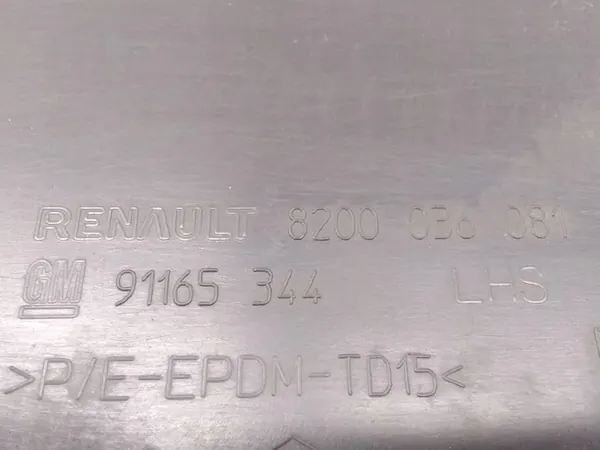 RENAULT 8200 036 081
GM 91165 344 LHS
>P/E-EPDM-TD15<